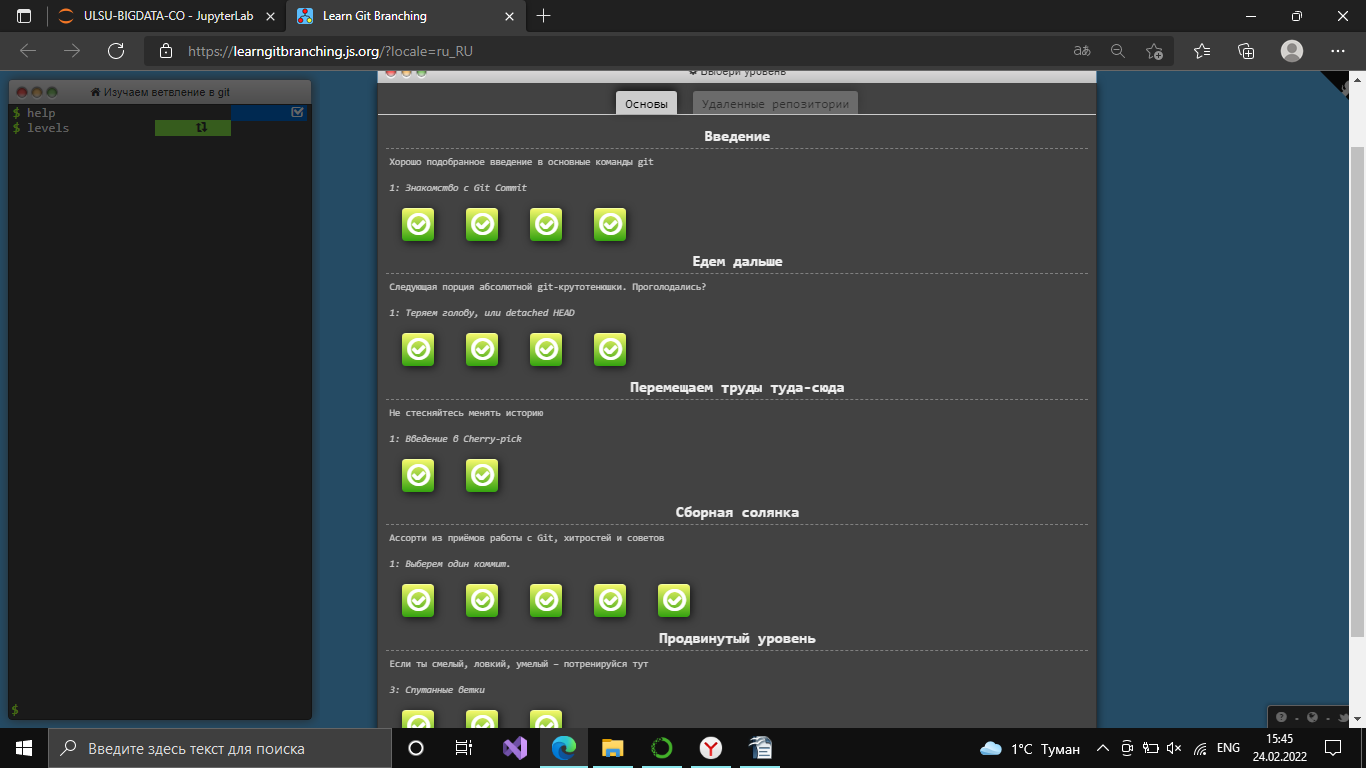 ULSU-BIGDATA-CO - JupyterLab
Learn Git Branching
https://learngitbranching.js.org/?locale=ru_RU
Выбери уровень
Изучаем ветвление в git
$ help
$ levels
$
Основы
Удаленные репозитории
Введение
Хорошо подобранное введение в основные команды git
1: Знакомство с Git Commit
Едем дальше
Следующая порция абсолютной git-крутотенюшки. Проголодались?
1: Теряем голову, или detached HEAD
Перемещаем труды туда-сюда
Не стесняйтесь менять историю
1: Введение в Cherry-pick
Сборная солянка
Ассорти из приёмов работы с Git, хитростей и советов
1: Выберем один коммит.
Продвинутый уровень
Если ты смелый, ловкий, умелый – потренируйся тут
3: Спутанные ветки
Введите здесь текст для поиска
1°C Туман
ENG
15:45
24.02.2022